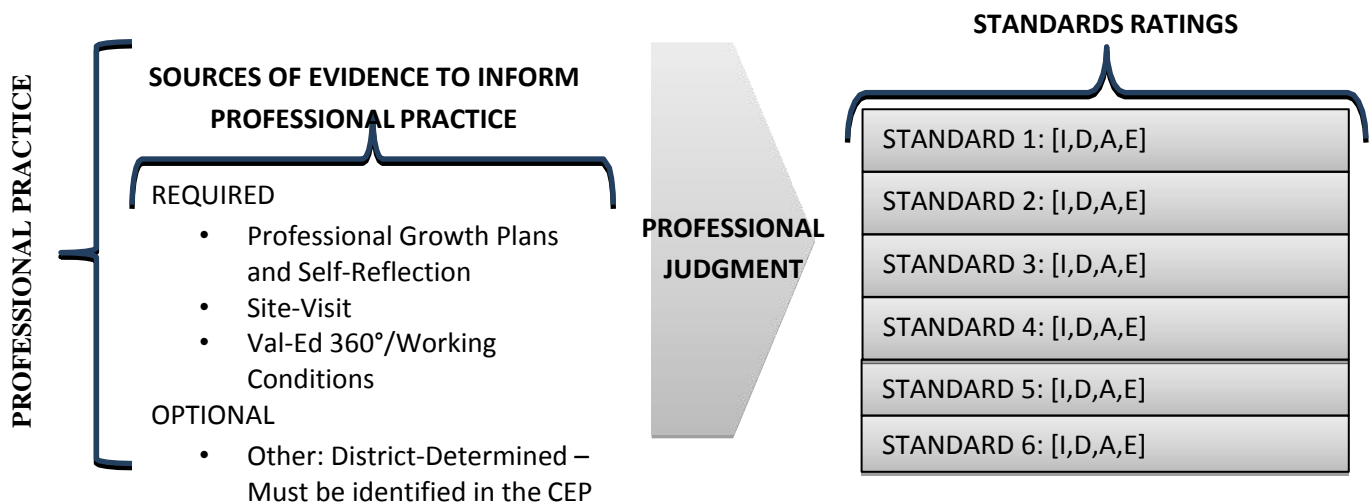 PROFESSIONAL PRACTICE
SOURCES OF EVIDENCE TO INFORM
PROFESSIONAL PRACTICE
REQUIRED
• Professional Growth Plans
and Self-Reflection
• Site-Visit
• Val-Ed 360°/Working
Conditions
OPTIONAL
• Other: District-Determined –
Must be identified in the CEP
PROFESSIONAL
JUDGMENT
STANDARDS RATINGS
STANDARD 1: [I,D,A,E]
STANDARD 2: [I,D,A,E]
STANDARD 3: [I,D,A,E]
STANDARD 4: [I,D,A,E]
STANDARD 5: [I,D,A,E]
STANDARD 6: [I,D,A,E]